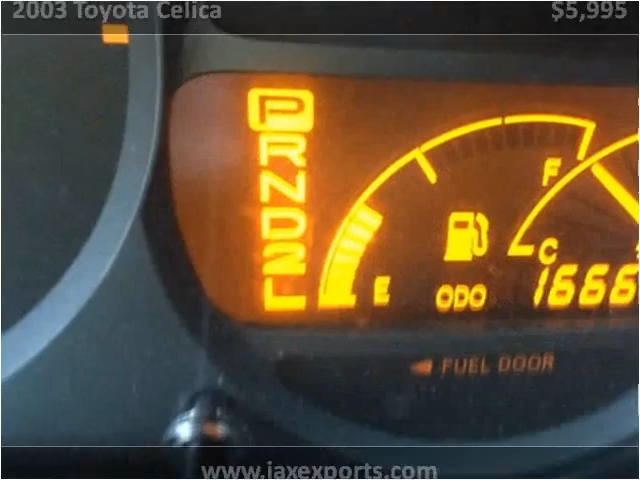 2003 Toyota Celica $5,995
P
R
N
D
2
L
F
E
C
ODO 1666
FUEL DOOR
www.jaxexports.com